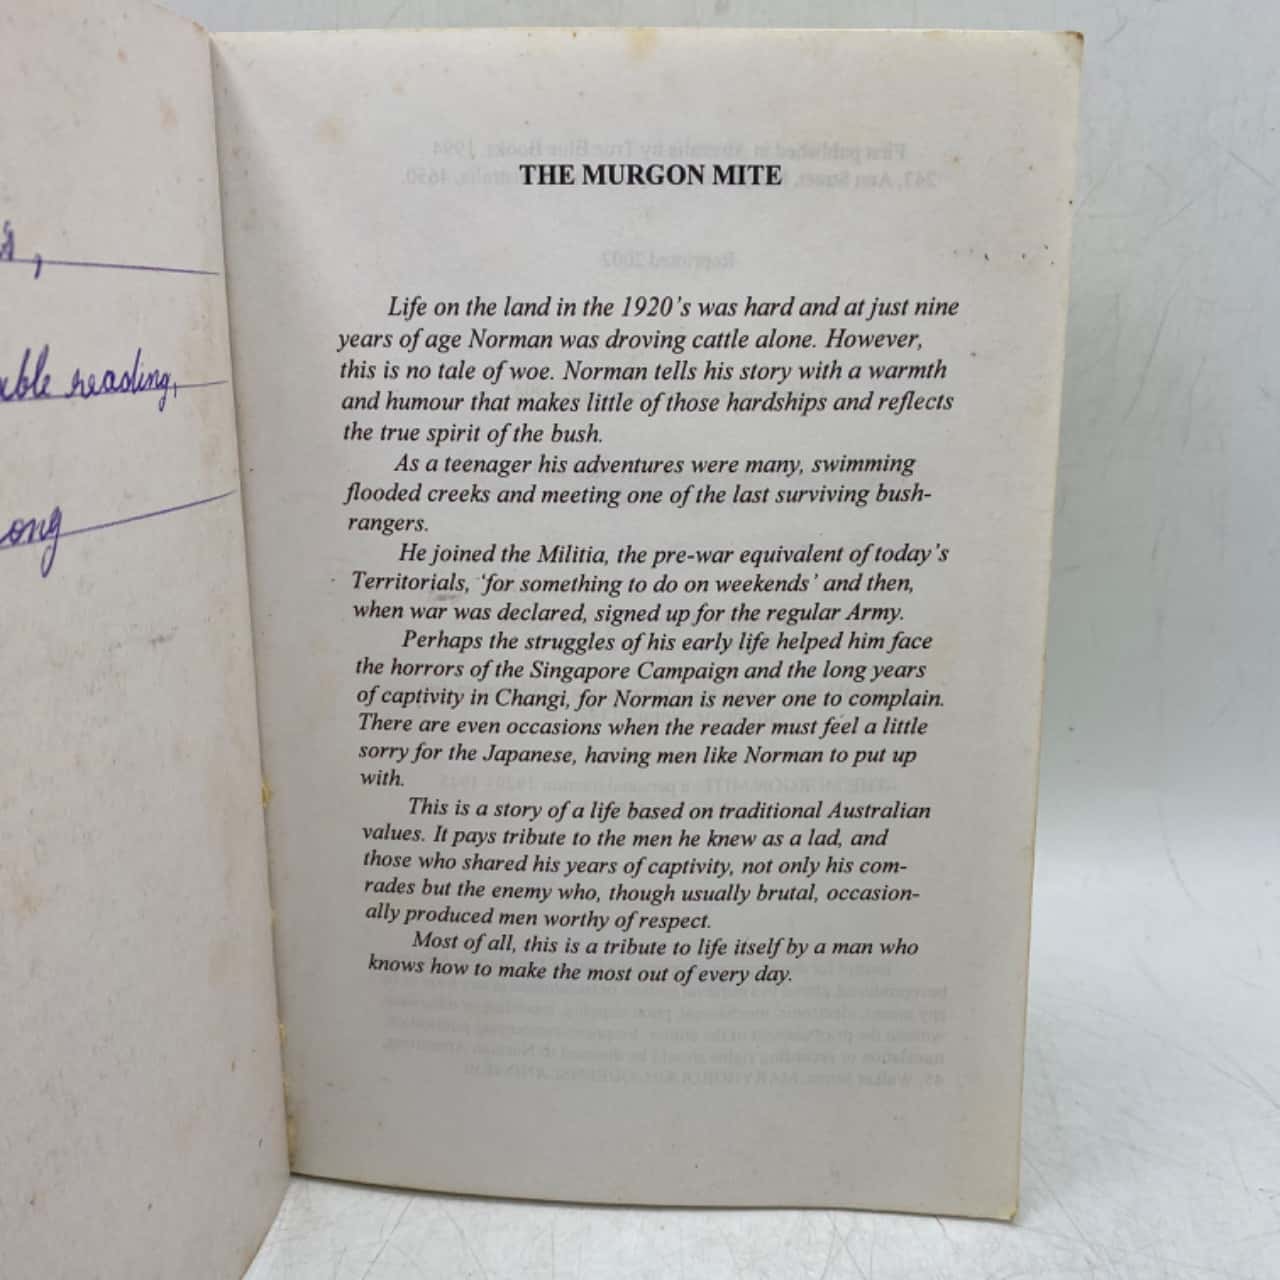 's,
reading,
ong
THE MURGON MITE
Life on the land in the 1920's was hard and at just nine
years of age Norman was droving cattle alone. However,
this is no tale of woe. Norman tells his story with a warmth
and humour that makes little of those hardships and reflects
the true spirit of the bush.
As a teenager his adventures were many, swimming
flooded creeks and meeting one of the last surviving bush-
rangers.
He joined the Militia, the pre-war equivalent of today's
Territorials, 'for something to do on weekends' and then,
when war was declared, signed up for the regular Army.
Perhaps the struggles of his early life helped him face
the horrors of the Singapore Campaign and the long years
of captivity in Changi, for Norman is never one to complain.
There are even occasions when the reader must feel a little
sorry for the Japanese, having men like Norman to put up
with.
This is a story of a life based on traditional Australian
values. It pays tribute to the men he knew as a lad, and
those who shared his years of captivity, not only his com-
rades but the enemy who, though usually brutal, occasion-
ally produced men worthy of respect.
Most of all, this is a tribute to life itself by a man who
knows how to make the most out of every day.